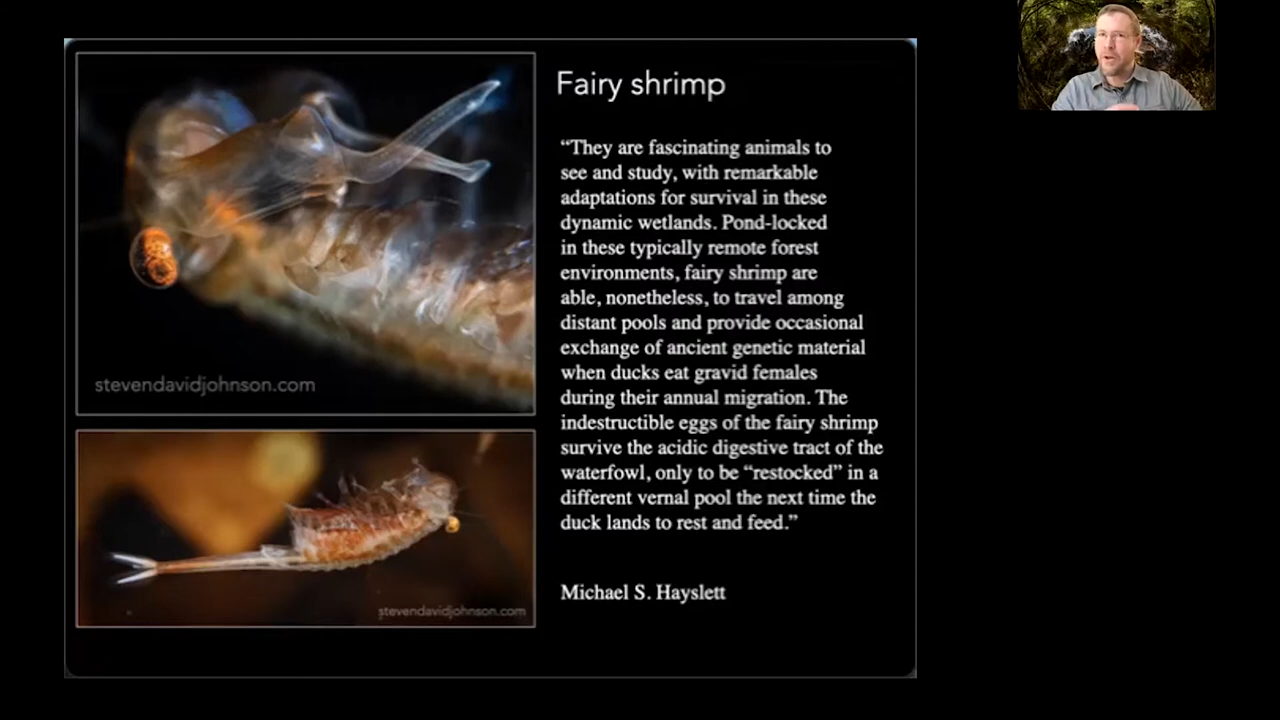 Fairy shrimp
“They are fascinating animals to
see and study, with remarkable
adaptations for survival in these
dynamic wetlands. Pond-locked
in these typically remote forest
environments, fairy shrimp are
able, nonetheless, to travel among
distant pools and provide occasional
exchange of ancient genetic material
when ducks eat gravid females
during their annual migration. The
indestructible eggs of the fairy shrimp
survive the acidic digestive tract of the
waterfowl, only to be “restocked” in a
different vernal pool the next time the
duck lands to rest and feed.”
Michael S. Hayslett
stevendavidjohnson.com
stevendavidjohnson.com